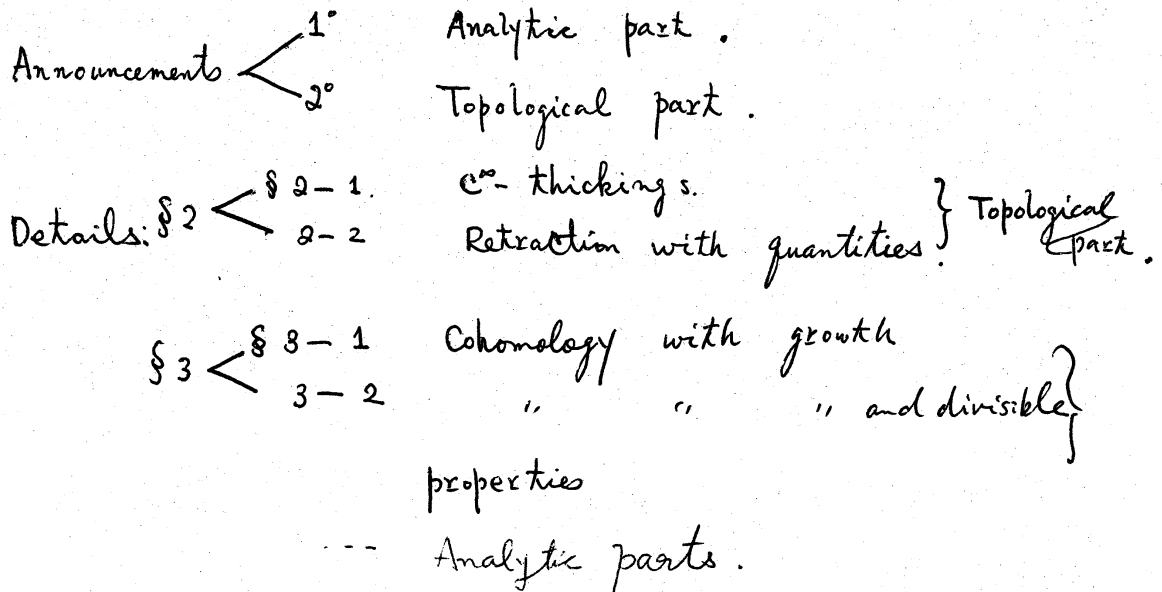 Announcements 1° Analytic part.
2° Topological part.
Details: § 2 § 2-1. C∞- thickings.
2-2 Retraction with quantities. } Topological part.
§ 3 § 3-1 Cohomology with growth
3-2 " " " and divisible }
properties
--- Analytic parts.